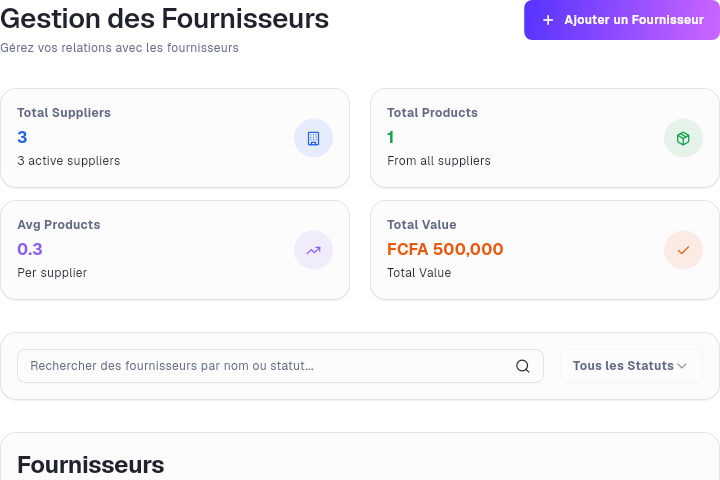 Gestion des Fournisseurs
Gérez vos relations avec les fournisseurs
Ajouter un Fournisseur
Total Suppliers
3
3 active suppliers
Total Products
1
From all suppliers
Avg Products
0.3
Per supplier
Total Value
FCFA 500,000
Total Value
Rechercher des fournisseurs par nom ou statut...
Tous les Statuts
Fournisseurs